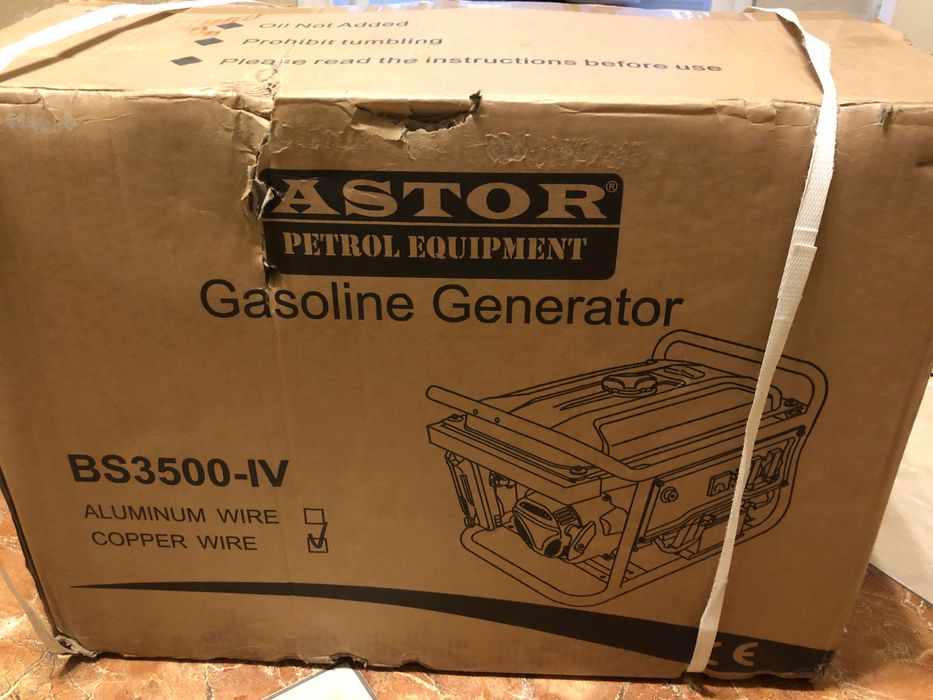 Oil Not Added
Prohibit tumbling
Please read the instructions before use
ASTOR®
PETROL EQUIPMENT
Gasoline Generator
BS3500-IV
ALUMINUM WIRE
COPPER WIRE
CE